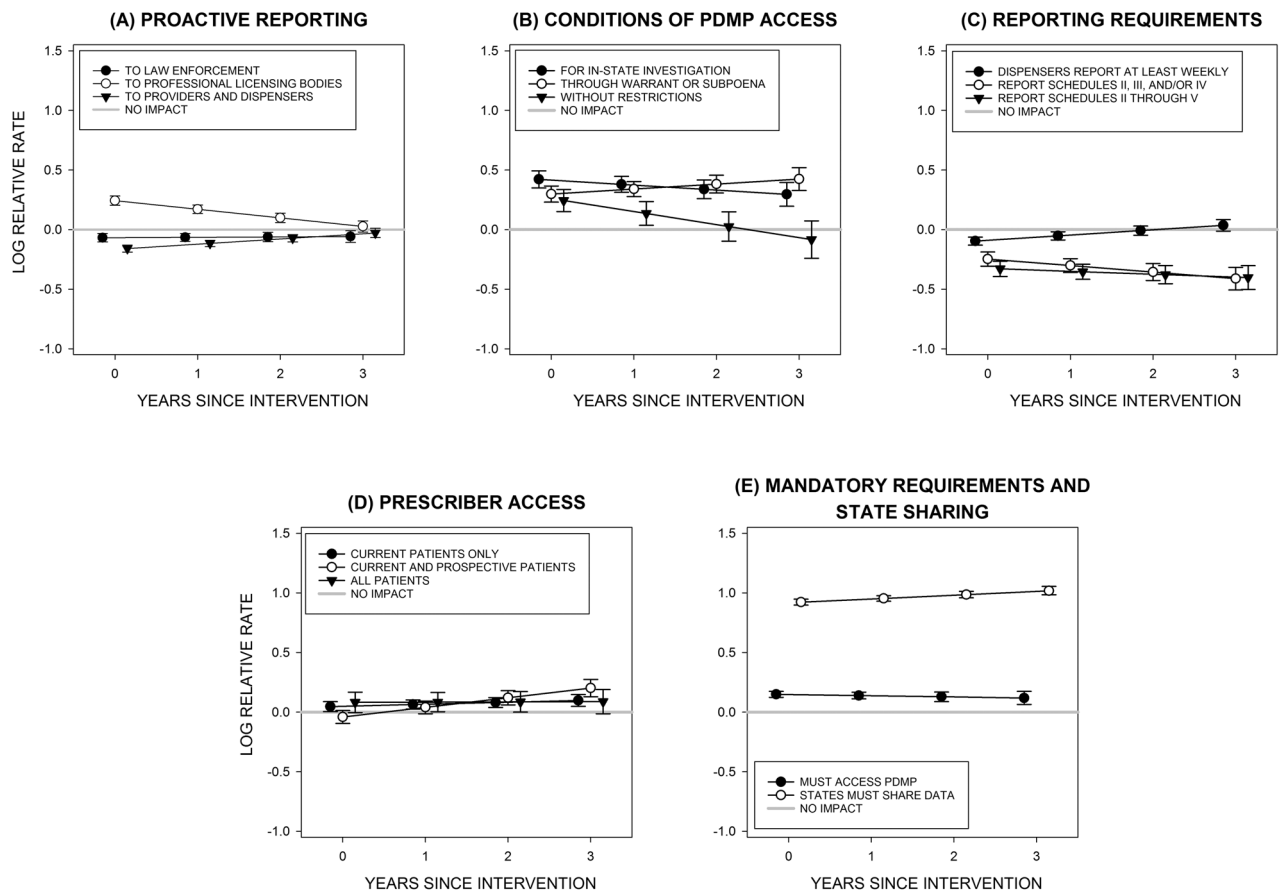 (A) PROACTIVE REPORTING
1.5
1.0
0.5
0.0
-0.5
-1.0
LOG RELATIVE RATE
TO LAW ENFORCEMENT
TO PROFESSIONAL LICENSING BODIES
TO PROVIDERS AND DISPENSERS
NO IMPACT
0 1 2 3
YEARS SINCE INTERVENTION
(B) CONDITIONS OF PDMP ACCESS
1.5
1.0
0.5
0.0
-0.5
-1.0
FOR IN-STATE INVESTIGATION
THROUGH WARRANT OR SUBPOENA
WITHOUT RESTRICTIONS
NO IMPACT
0 1 2 3
YEARS SINCE INTERVENTION
(C) REPORTING REQUIREMENTS
1.5
1.0
0.5
0.0
-0.5
-1.0
DISPENSERS REPORT AT LEAST WEEKLY
REPORT SCHEDULES II, III, AND/OR IV
REPORT SCHEDULES II THROUGH V
NO IMPACT
0 1 2 3
YEARS SINCE INTERVENTION
(D) PRESCRIBER ACCESS
1.5
1.0
0.5
0.0
-0.5
-1.0
LOG RELATIVE RATE
CURRENT PATIENTS ONLY
CURRENT AND PROSPECTIVE PATIENTS
ALL PATIENTS
NO IMPACT
0 1 2 3
YEARS SINCE INTERVENTION
(E) MANDATORY REQUIREMENTS AND
STATE SHARING
1.5
1.0
0.5
0.0
-0.5
-1.0
MUST ACCESS PDMP
STATES MUST SHARE DATA
NO IMPACT
0 1 2 3
YEARS SINCE INTERVENTION